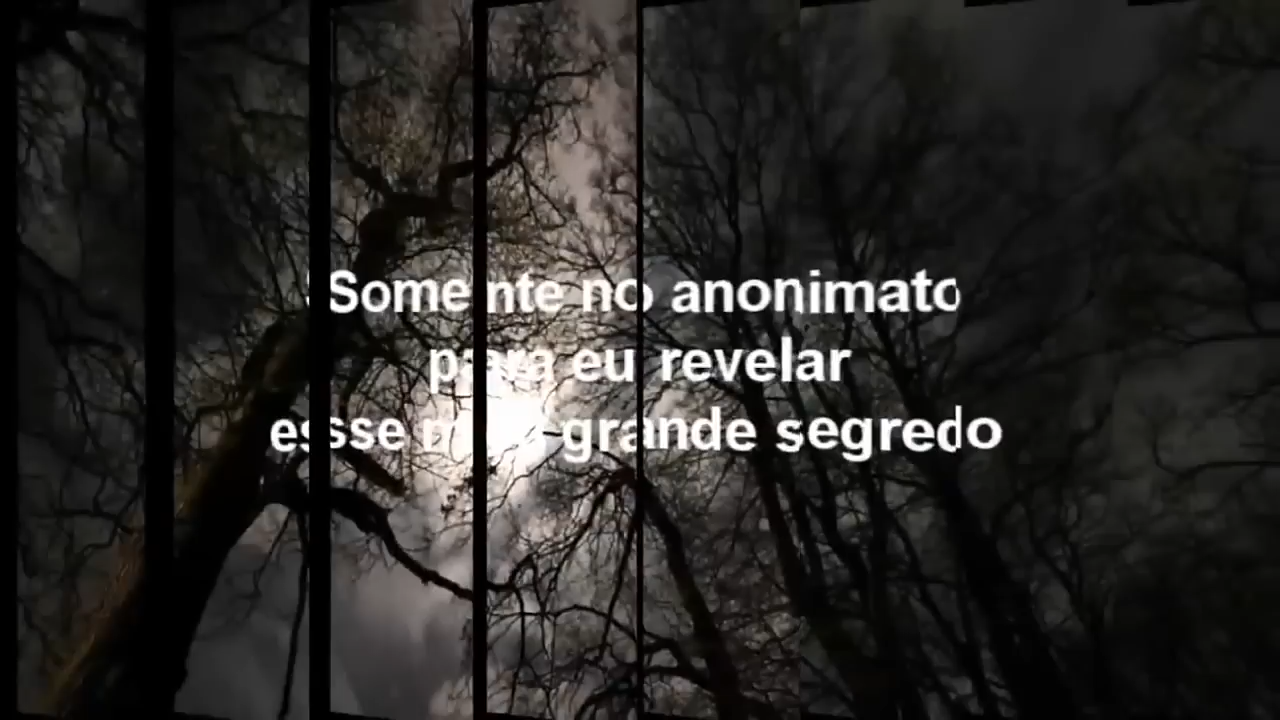 Somente no anonimato
para eu revelar
esse grande segredo